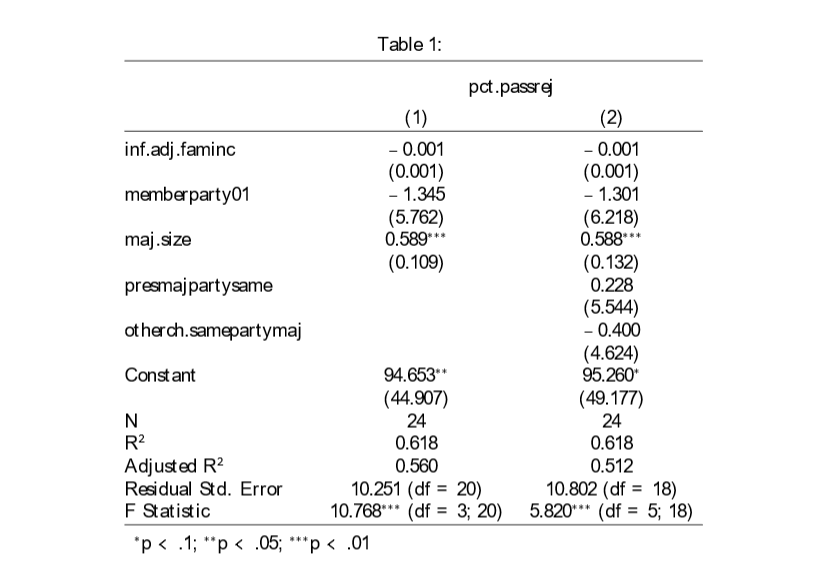 Table 1:
pct.passrej
(1) (2)
inf.adj.faminc − 0.001 − 0.001
(0.001) (0.001)
memberparty01 − 1.345 − 1.301
(5.762) (6.218)
maj.size 0.589*** 0.588***
(0.109) (0.132)
presmajpartysame 0.228
(5.544)
otherch.samepartymaj − 0.400
(4.624)
Constant 94.653** 95.260*
(44.907) (49.177)
N 24 24
R² 0.618 0.618
Adjusted R² 0.560 0.512
Residual Std. Error 10.251 (df = 20) 10.802 (df = 18)
F Statistic 10.768*** (df = 3; 20) 5.820*** (df = 5; 18)
*p < .1; **p < .05; ***p < .01